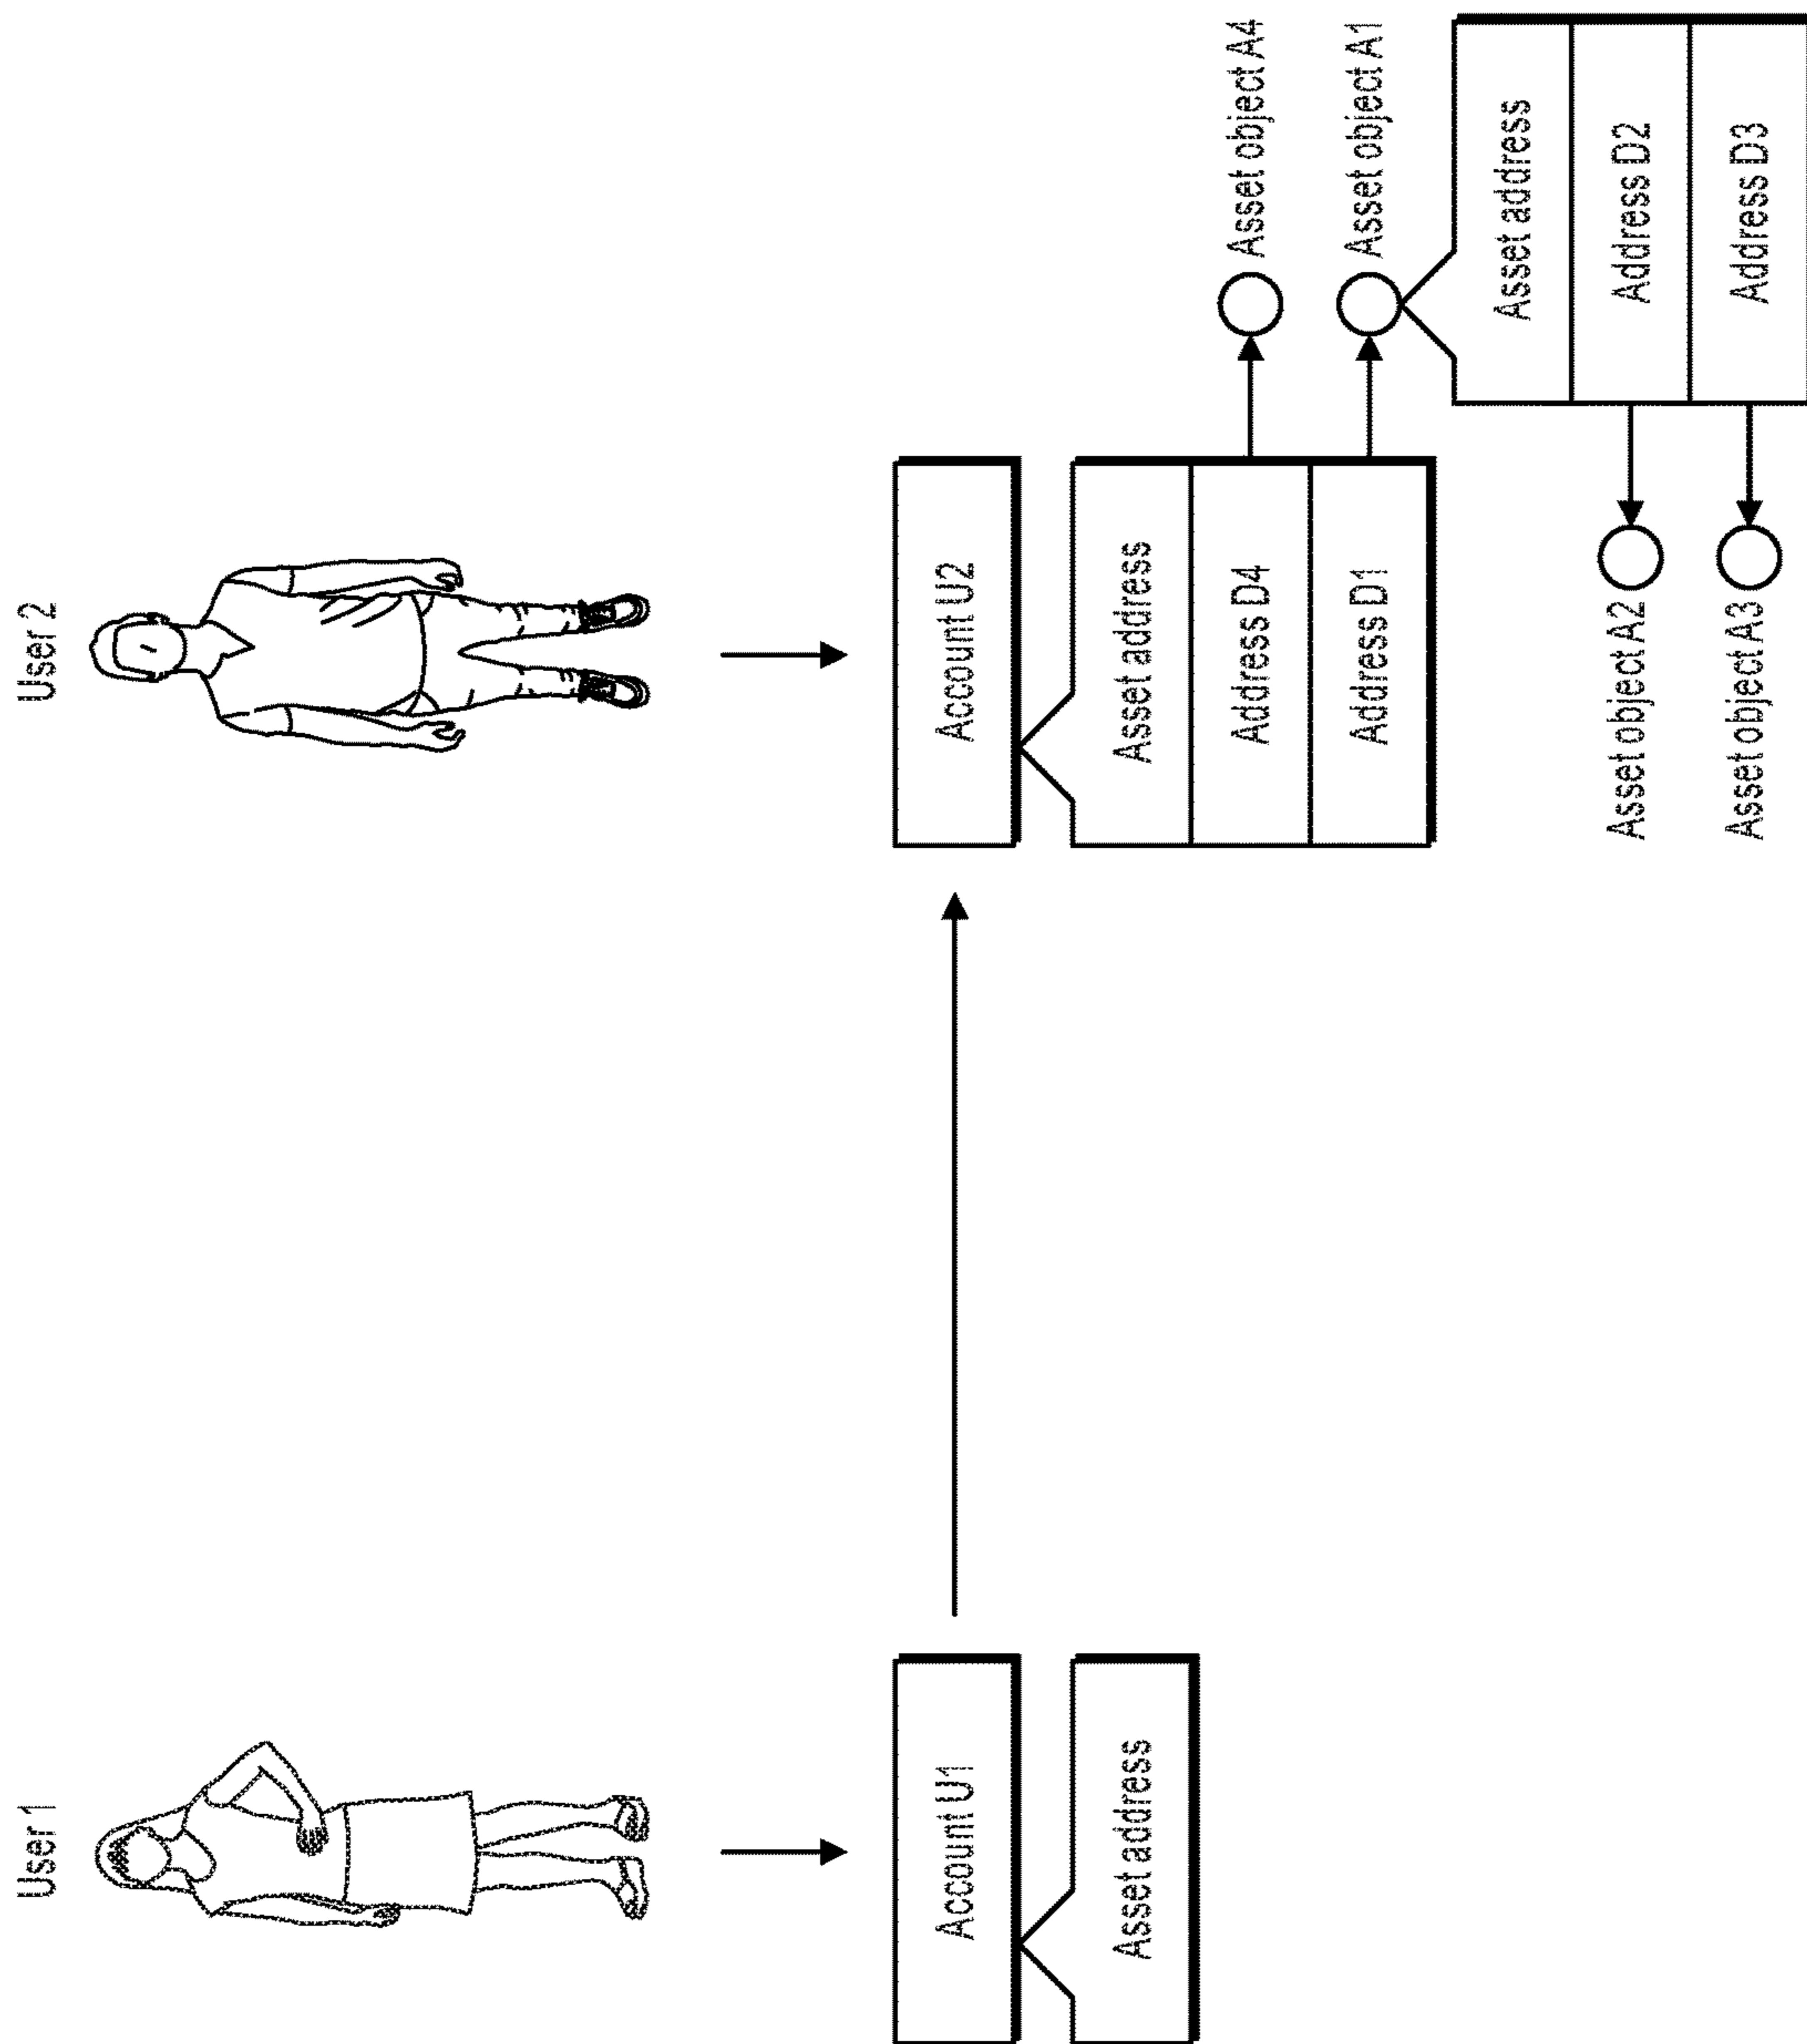 User 1
User 2
Account U1
Account U2
Asset address
Asset address
Address D4
Asset object A4
Address D1
Asset object A1
Asset address
Asset object A2
Address D2
Asset object A3
Address D3